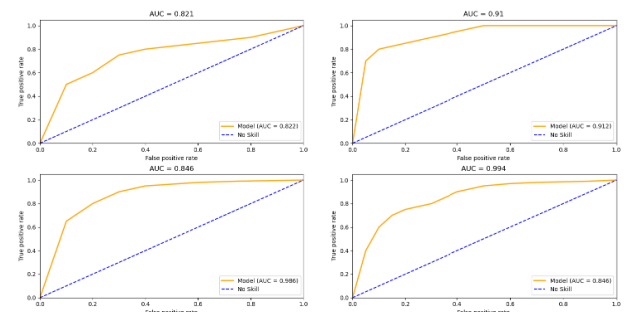 AUC = 0.821
True positive rate
1.0
0.8
0.6
0.4
0.2
0.0
Model (AUC = 0.822)
No Skill
0.0 0.2 0.4 0.6 0.8 1.0
False positive rate
AUC = 0.91
True positive rate
1.0
0.8
0.6
0.4
0.2
0.0
Model (AUC = 0.912)
No Skill
0.0 0.2 0.4 0.6 0.8 1.0
False positive rate
AUC = 0.846
True positive rate
1.0
0.8
0.6
0.4
0.2
0.0
Model (AUC = 0.986)
No Skill
0.0 0.2 0.4 0.6 0.8 1.0
False positive rate
AUC = 0.994
True positive rate
1.0
0.8
0.6
0.4
0.2
0.0
Model (AUC = 0.846)
No Skill
0.0 0.2 0.4 0.6 0.8 1.0
False positive rate